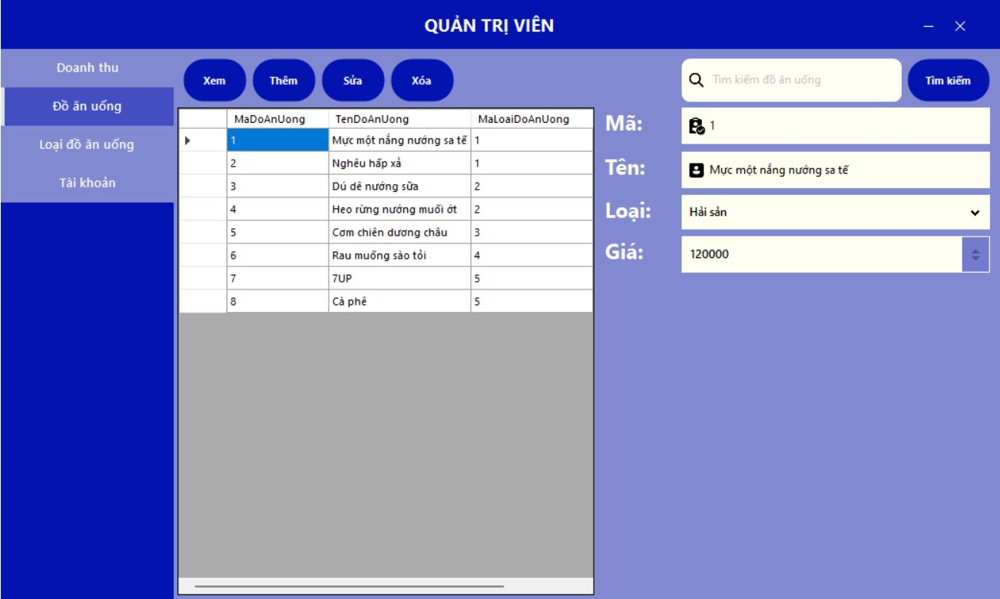 QUẢN TRỊ VIÊN
Doanh thu
Đồ ăn uống
Loại đồ ăn uống
Tài khoản
Xem Thêm Sửa Xóa
Tìm kiếm đồ ăn uống Tìm kiếm
MaDoAnUong TenDoAnUong MaLoaiDoAnUong
1 Mực một nắng nướng sa tế 1
2 Nghêu hấp xả 1
3 Dú dê nướng sữa 2
4 Heo rừng nướng muối ớt 2
5 Cơm chiên dương châu 3
6 Rau muống sào tỏi 4
7 7UP 5
8 Cà phê 5
Mã: 1
Tên: Mực một nắng nướng sa tế
Loại: Hải sản
Giá: 120000